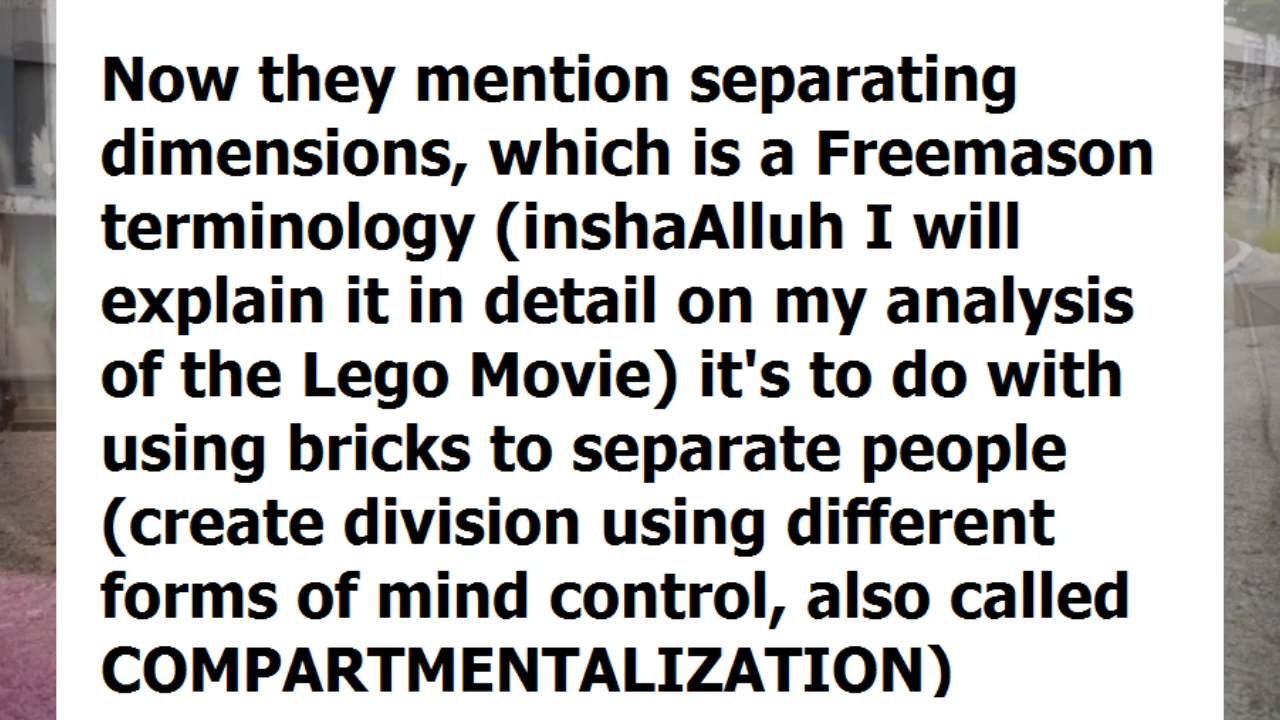 Now they mention separating
dimensions, which is a Freemason
terminology (inshaAlluh I will
explain it in detail on my analysis
of the Lego Movie) it's to do with
using bricks to separate people
(create division using different
forms of mind control, also called
COMPARTMENTALIZATION)